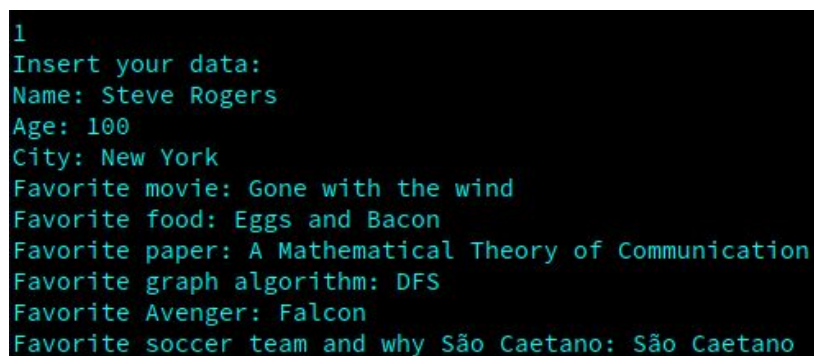 1
Insert your data:
Name: Steve Rogers
Age: 100
City: New York
Favorite movie: Gone with the wind
Favorite food: Eggs and Bacon
Favorite paper: A Mathematical Theory of Communication
Favorite graph algorithm: DFS
Favorite Avenger: Falcon
Favorite soccer team and why São Caetano: São Caetano